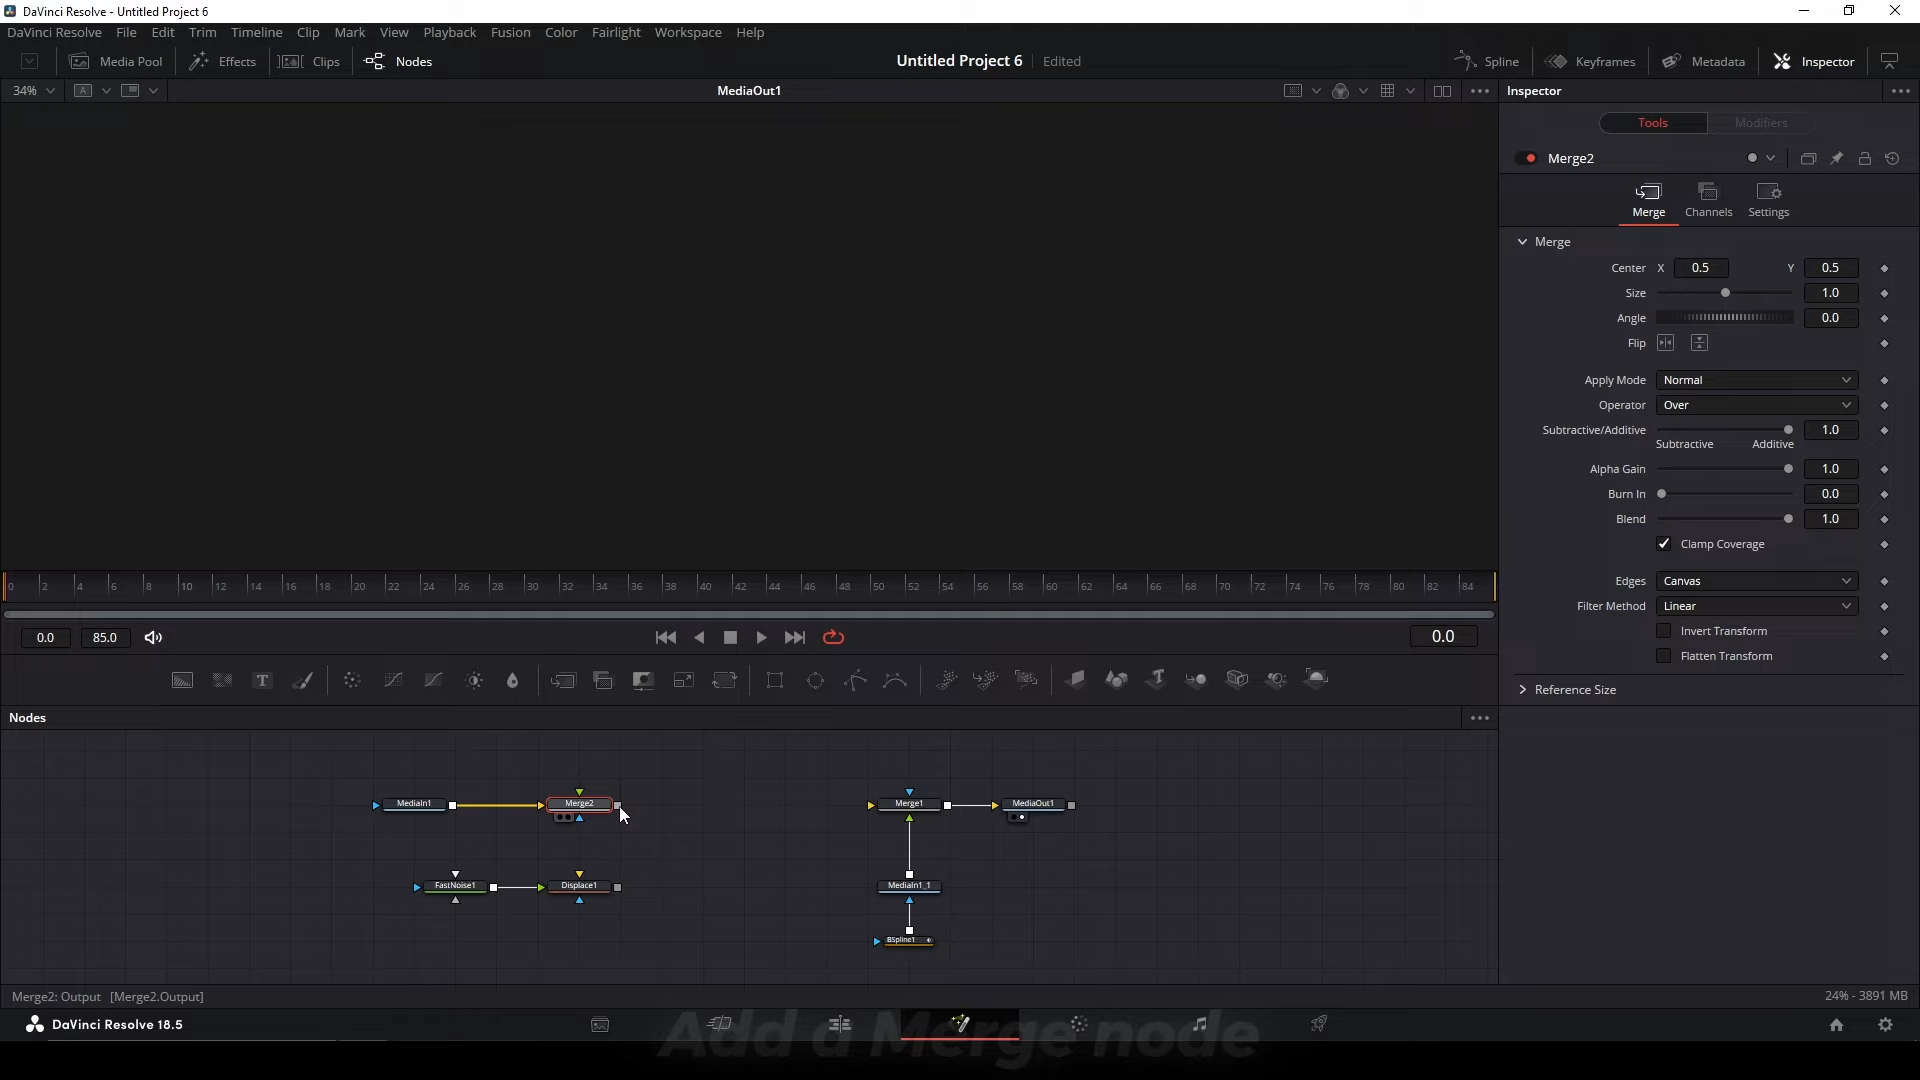 DaVinci Resolve - Untitled Project 6
DaVinci Resolve File Edit Trim Timeline Clip Mark View Playback Fusion Color Fairlight Workspace Help
Media Pool Effects Clips Nodes Untitled Project 6 Edited Spline Keyframes Metadata Inspector
34% A MediaOut1 Inspector
Tools Modifiers
Merge2
Merge Channels Settings
Merge
Center X 0.5 Y 0.5
Size 1.0
Angle 0.0
Flip
Apply Mode Normal
Operator Over
Subtractive/Additive 1.0
Subtractive Additive
Alpha Gain 1.0
Burn In 0.0
Blend 1.0
Clamp Coverage
Edges Canvas
Filter Method Linear
Invert Transform
Flatten Transform
Reference Size
0 2 4 6 8 10 12 14 16 18 20 22 24 26 28 30 32 34 36 38 40 42 44 46 48 50 52 54 56 58 60 62 64 66 68 70 72 74 76 78 80 82 84
0.0 85.0 0.0
T
Nodes
MediaIn1 Merge2 Merge1 MediaOut1
FastNoise1 Displace1 MediaIn1_1
BSpline1
Merge2: Output [Merge2.Output] 24% - 3891 MB
DaVinci Resolve 18.5
Add a Merge node